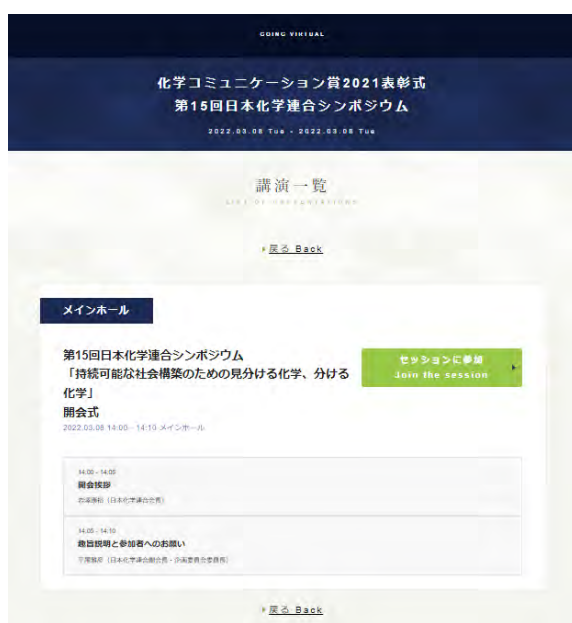 GOING VIRTUAL
化学コミュニケーション賞2021表彰式
第15回日本化学連合シンポジウム
2022.03.08 Tue - 2022.03.08 Tue
講演一覧
LIST OF PRESENTATIONS
戻る Back
メインホール
第15回日本化学連合シンポジウム
「持続可能な社会構築のための見分ける化学、分ける
化学」
開会式
2022.03.08 14:00 - 14:10 メインホール
セッションに参加
Join the session
開会挨拶
(日本化学連合会長)
14:05 - 14:10
趣旨説明と参加者へのお願い
(日本化学連合副会長・企画委員会委員長)
戻る Back